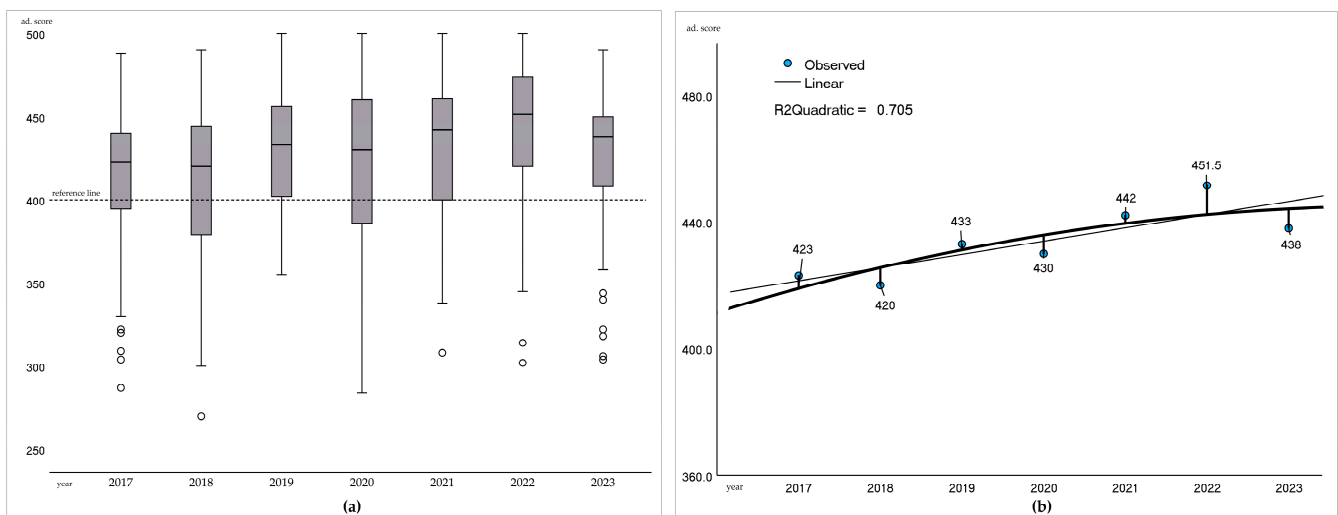 ad. score
500
450
reference line
400
350
300
250
year 2017 2018 2019 2020 2021 2022 2023
(a)
ad. score
Observed
Linear
R2Quadratic = 0.705
480.0
451.5
442
440.0
433
423
438
430
420
400.0
360.0
year 2017 2018 2019 2020 2021 2022 2023
(b)